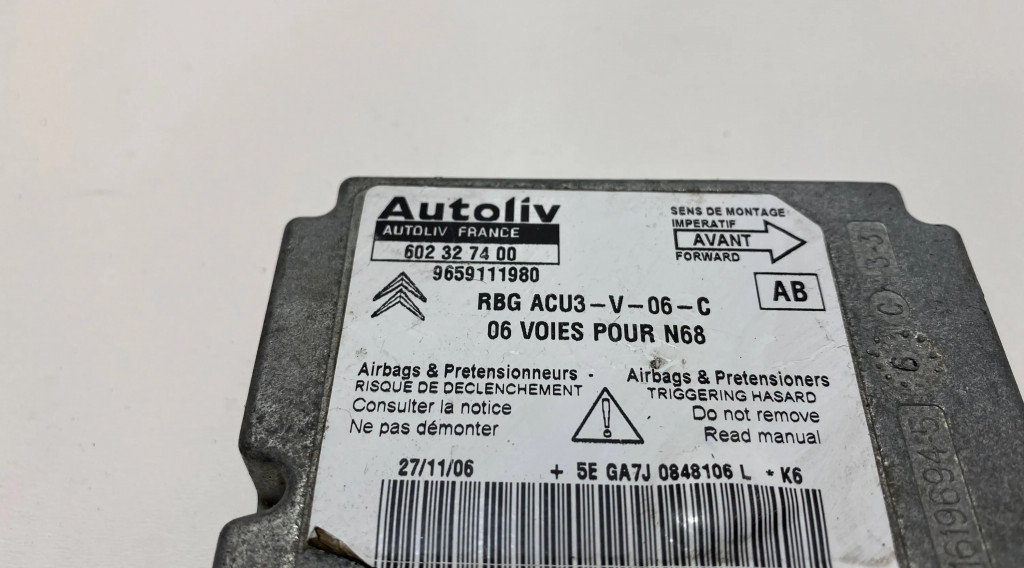 Autoliv
AUTOLIV FRANCE
602 32 74 00
9659111980
SENS DE MONTAGE
IMPERATIF
AVANT
FORWARD
AB
RBG ACU3-V-06-C
06 VOIES POUR N68
Airbags & Pretensionneurs -
RISQUE DE DECLENCHEMENT
Consulter la notice
Ne pas démonter
Airbags & Pretensioners
TRIGGERING HASARD
Do not remove
Read manual
27/11/06 + 5E GA7J 0848106 L * K6